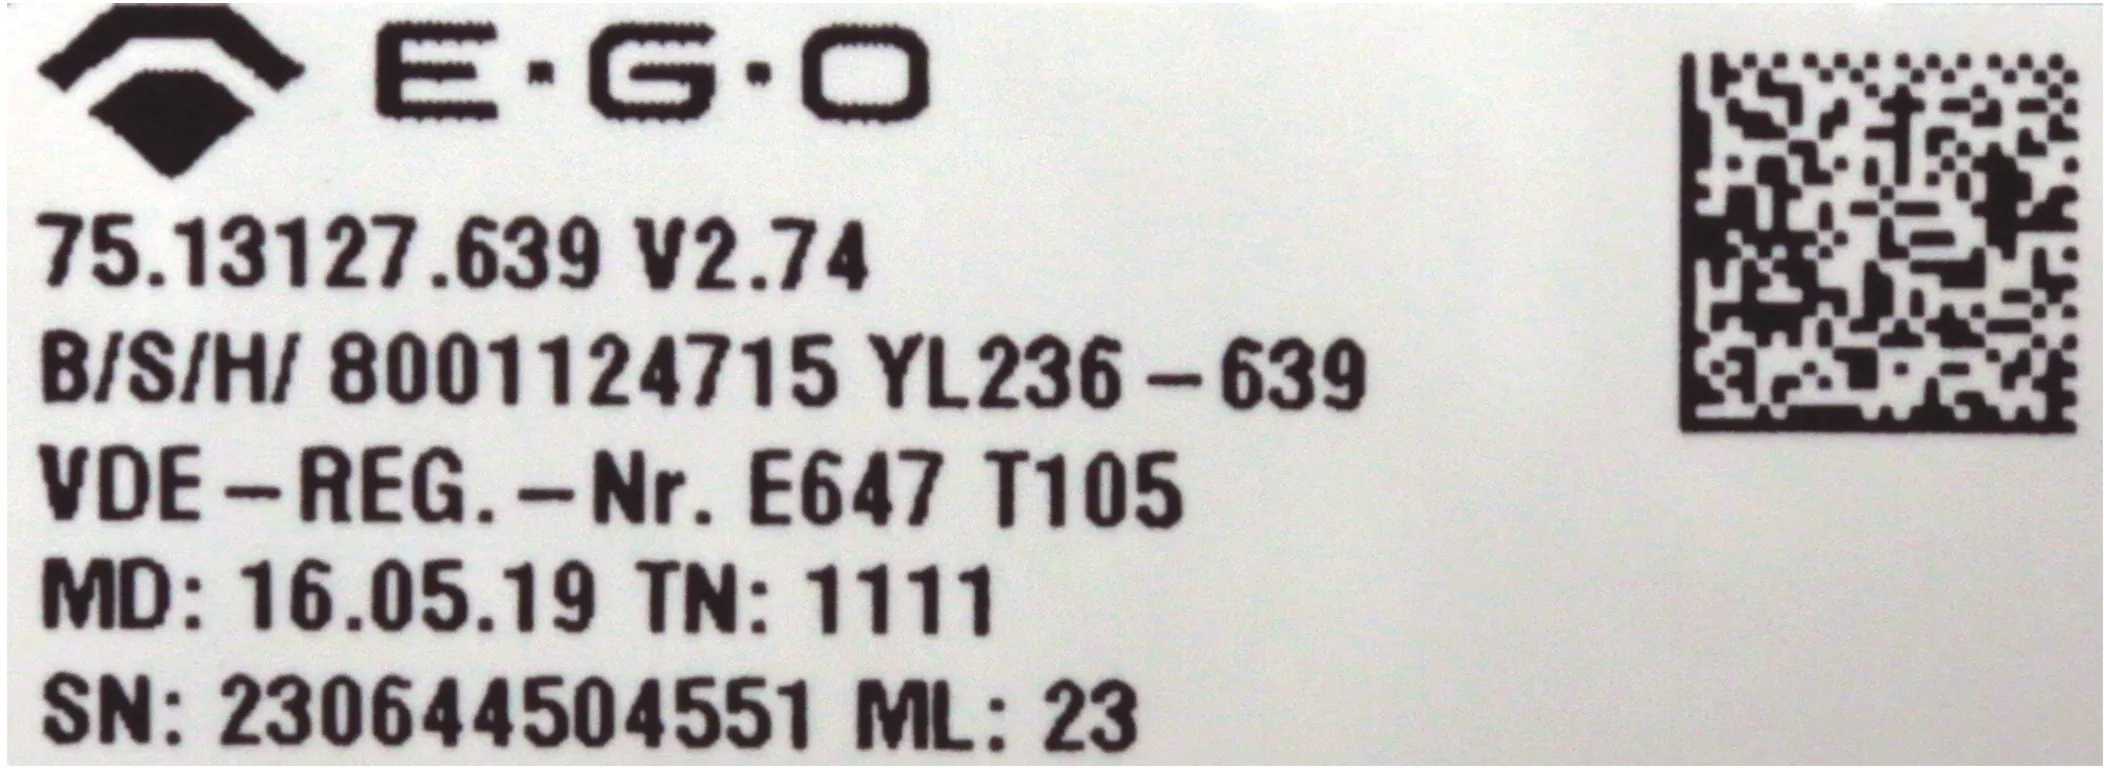 E·G·O
75.13127.639 V2.74
B/S/H/ 8001124715 YL236-639
VDE-REG.-Nr. E647 T105
MD: 16.05.19 TN: 1111
SN: 230644504551 ML: 23